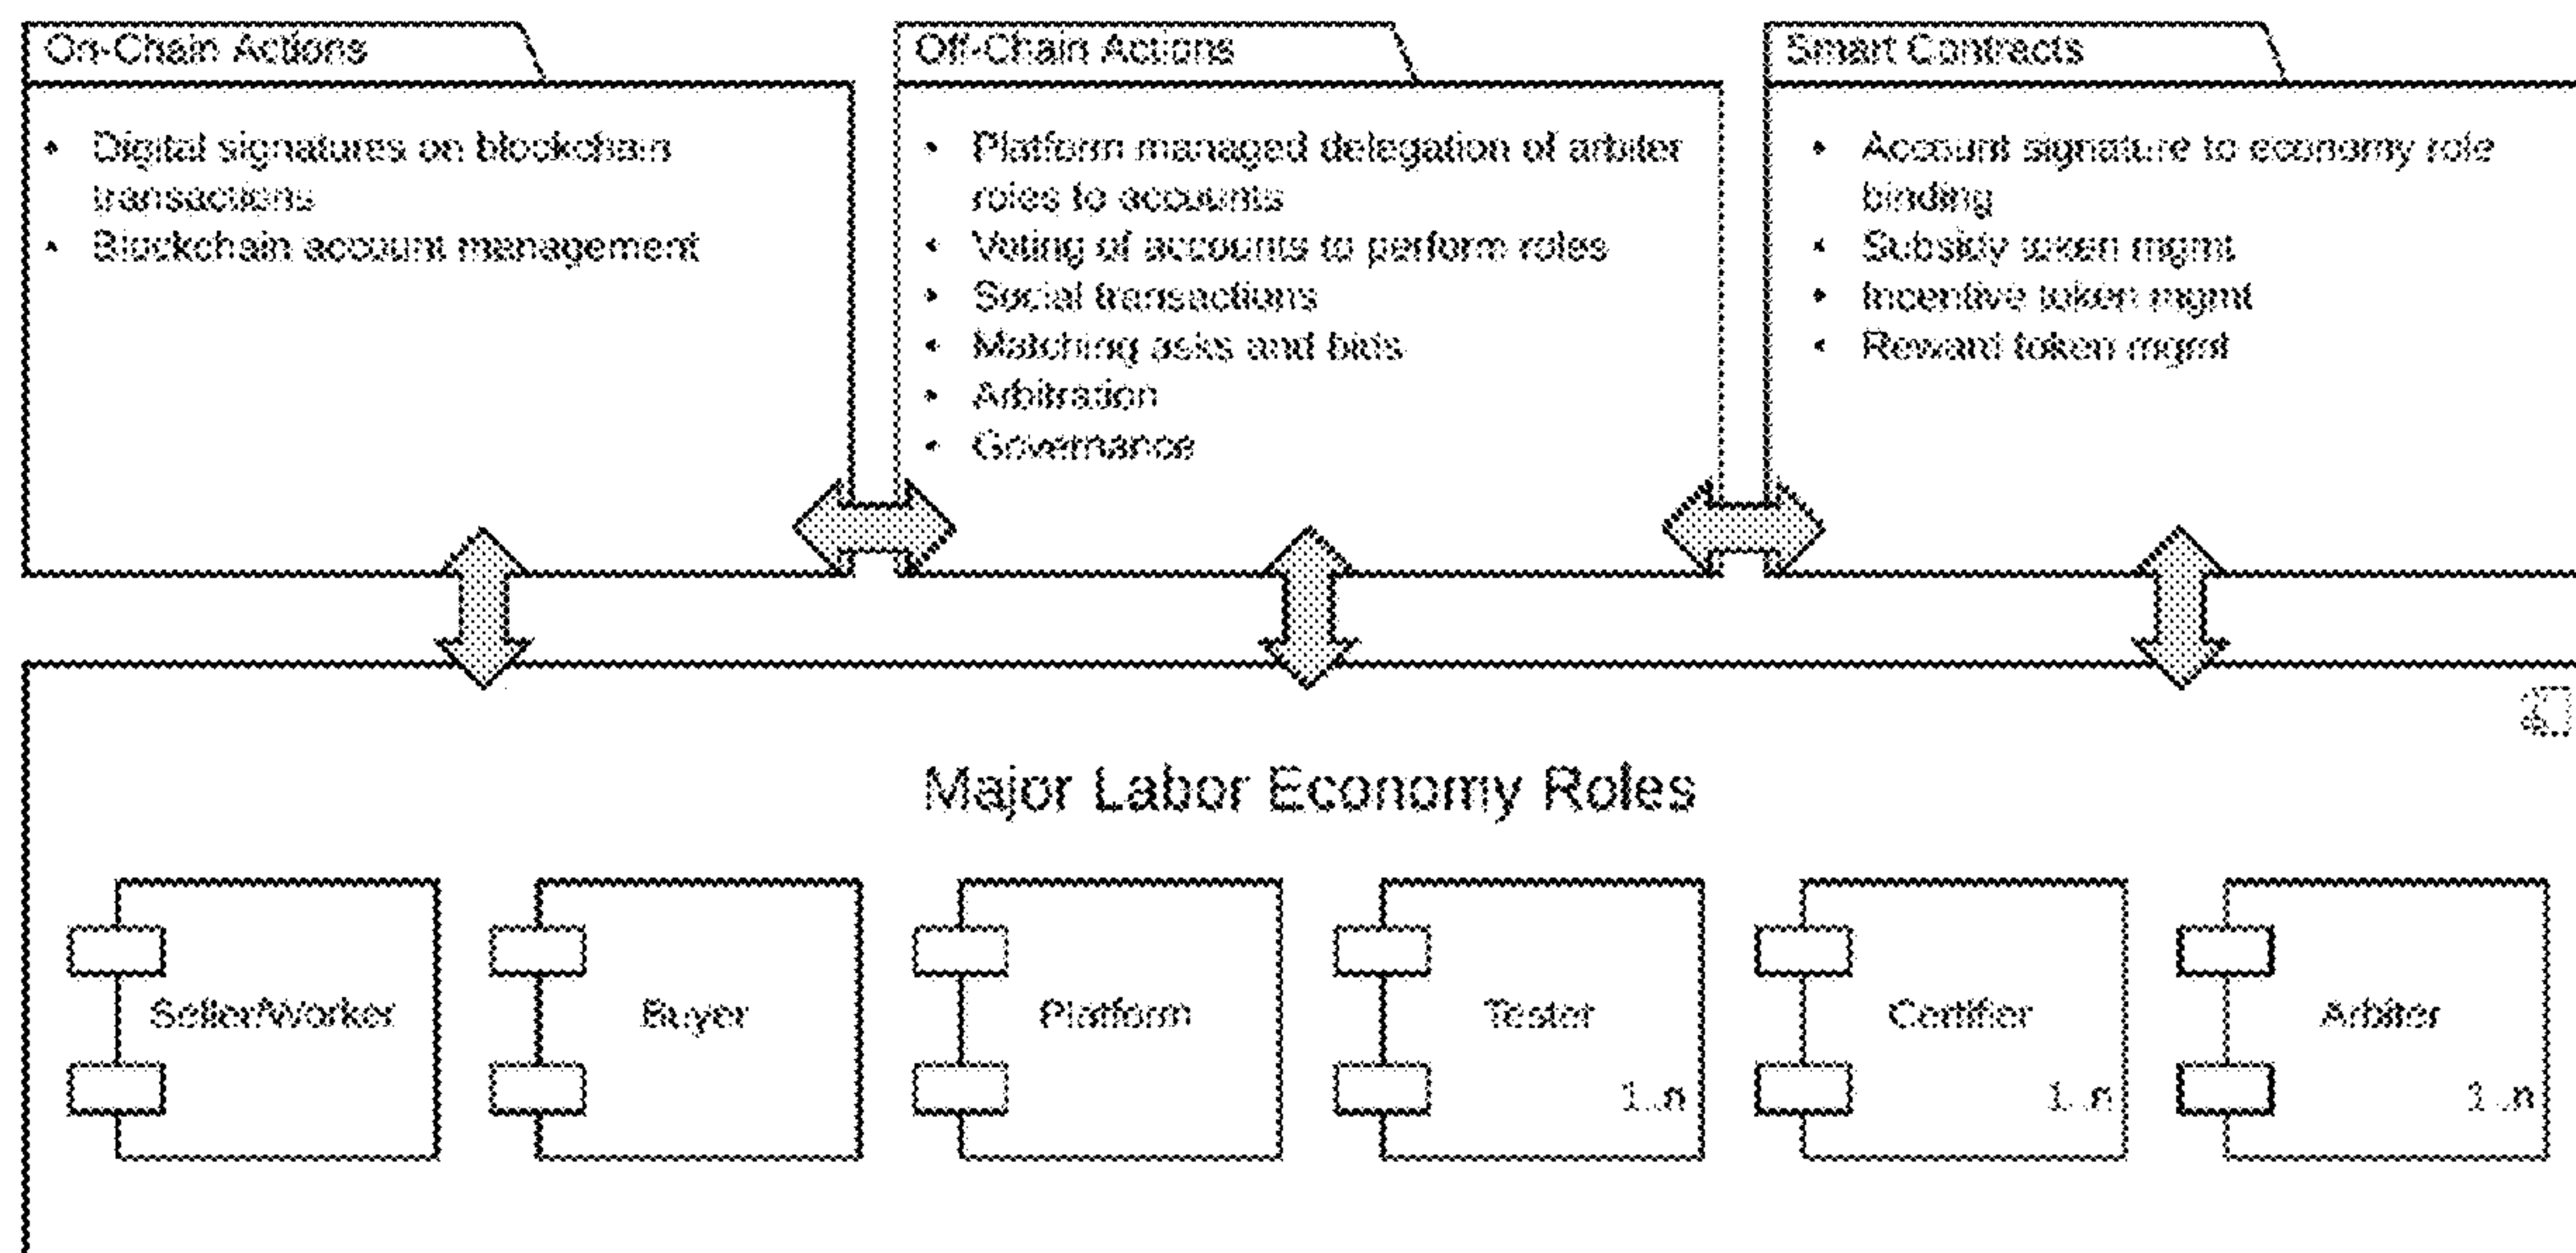 On-Chain Actions
• Digital signatures on blockchain
transactions
• Blockchain account management
Off-Chain Actions
• Platform managed delegation of arbiter
roles to accounts
• Voting of accounts to perform roles
• Social transactions
• Matching asks and bids
• Arbitration
• Governance
Smart Contracts
• Account signature to economy role
binding
• Subsidy token mgmt
• Incentive token mgmt
• Reward token mgmt
Major Labor Economy Roles
Seller/Worker
Buyer
Platform
Tester
1..n
Certifier
1..n
Arbiter
1..n